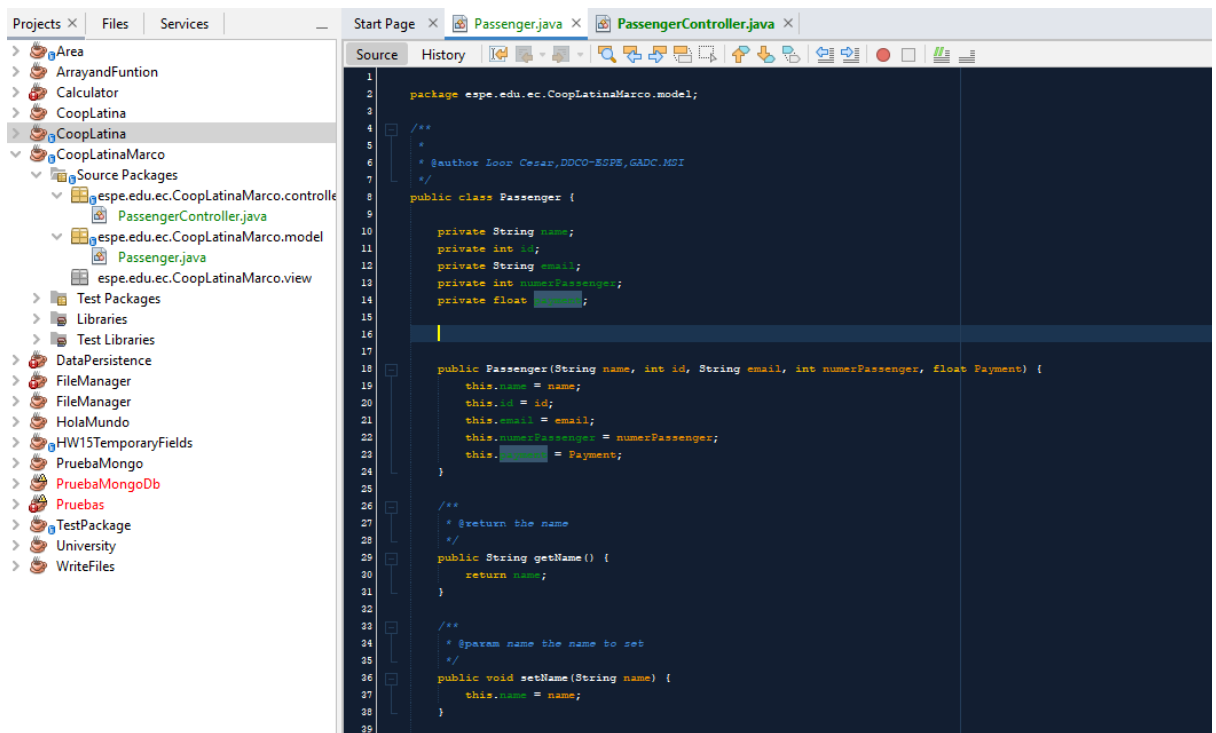 Projects
Files
Services
Start Page
Passenger.java
PassengerController.java
Area
ArrayandFuntion
Calculator
CoopLatina
CoopLatina
CoopLatinaMarco
Source Packages
espe.edu.ec.CoopLatinaMarco.controlle
PassengerController.java
espe.edu.ec.CoopLatinaMarco.model
Passenger.java
espe.edu.ec.CoopLatinaMarco.view
Test Packages
Libraries
Test Libraries
DataPersistence
FileManager
FileManager
HolaMundo
HW15TemporaryFields
PruebaMongo
PruebaMongoDb
Pruebas
TestPackage
University
WriteFiles
Source
History
1
2 package espe.edu.ec.CoopLatinaMarco.model;
3
4 /**
5 *
6 * @author Loor Cesar,DDCO-ESPE,GADC.MSI
7 */
8 public class Passenger {
9
10 private String name;
11 private int id;
12 private String email;
13 private int numerPassenger;
14 private float payment;
15
16
17
18 public Passenger(String name, int id, String email, int numerPassenger, float Payment) {
19 this.name = name;
20 this.id = id;
21 this.email = email;
22 this.numerPassenger = numerPassenger;
23 this.payment = Payment;
24 }
25
26 /**
27 * @return the name
28 */
29 public String getName() {
30 return name;
31 }
32
33 /**
34 * @param name the name to set
35 */
36 public void setName(String name) {
37 this.name = name;
38 }
39